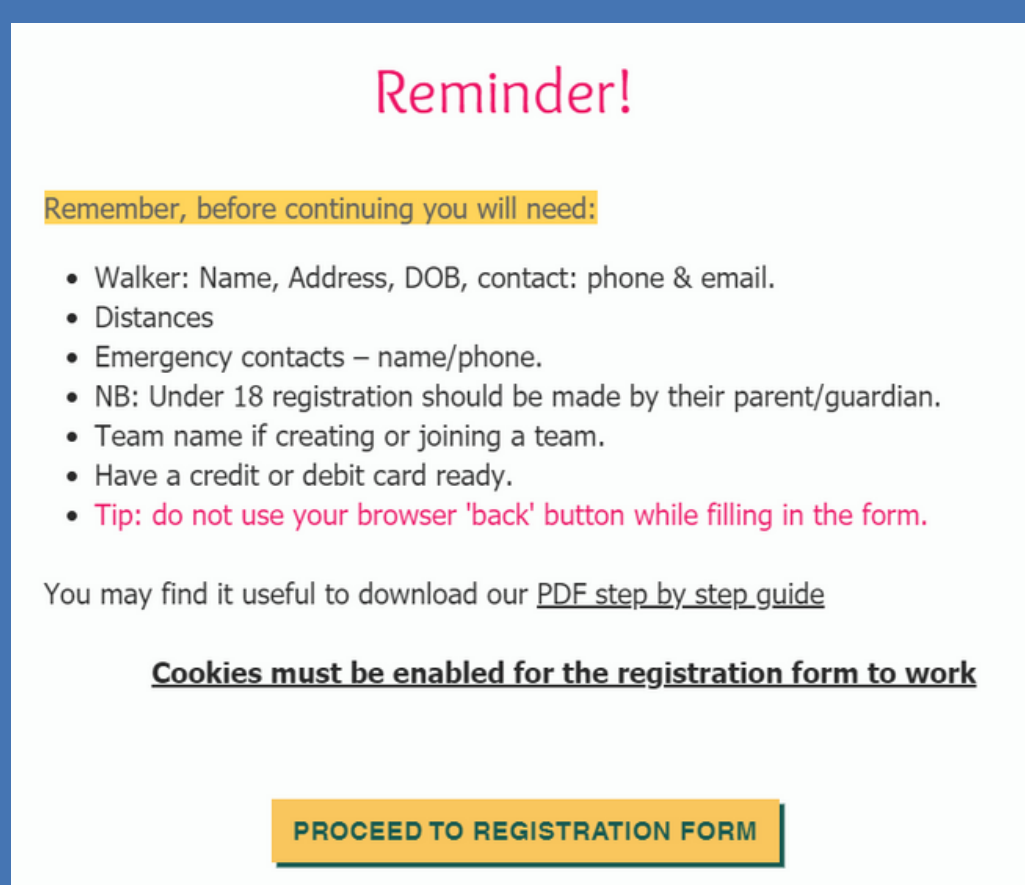 Reminder!
Remember, before continuing you will need:
• Walker: Name, Address, DOB, contact: phone & email.
• Distances
• Emergency contacts – name/phone.
• NB: Under 18 registration should be made by their parent/guardian.
• Team name if creating or joining a team.
• Have a credit or debit card ready.
• Tip: do not use your browser 'back' button while filling in the form.
You may find it useful to download our PDF step by step guide
Cookies must be enabled for the registration form to work
PROCEED TO REGISTRATION FORM